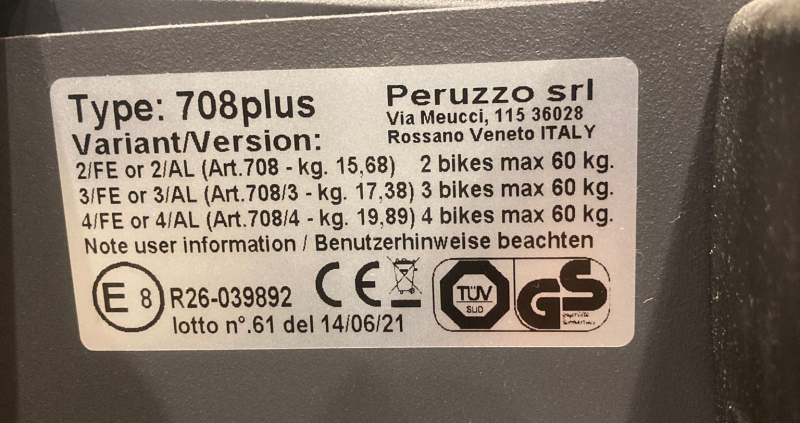 Type: 708plus
Peruzzo srl
Via Meucci, 115 36028
Rossano Veneto ITALY
Variant/Version:
2/FE or 2/AL (Art.708 - kg. 15,68) 2 bikes max 60 kg.
3/FE or 3/AL (Art.708/3 - kg. 17,38) 3 bikes max 60 kg.
4/FE or 4/AL (Art.708/4 - kg. 19,89) 4 bikes max 60 kg.
Note user information / Benutzerhinweise beachten
E 8 R26-039892 CE TÜV SUD GS
lotto n°.61 del 14/06/21